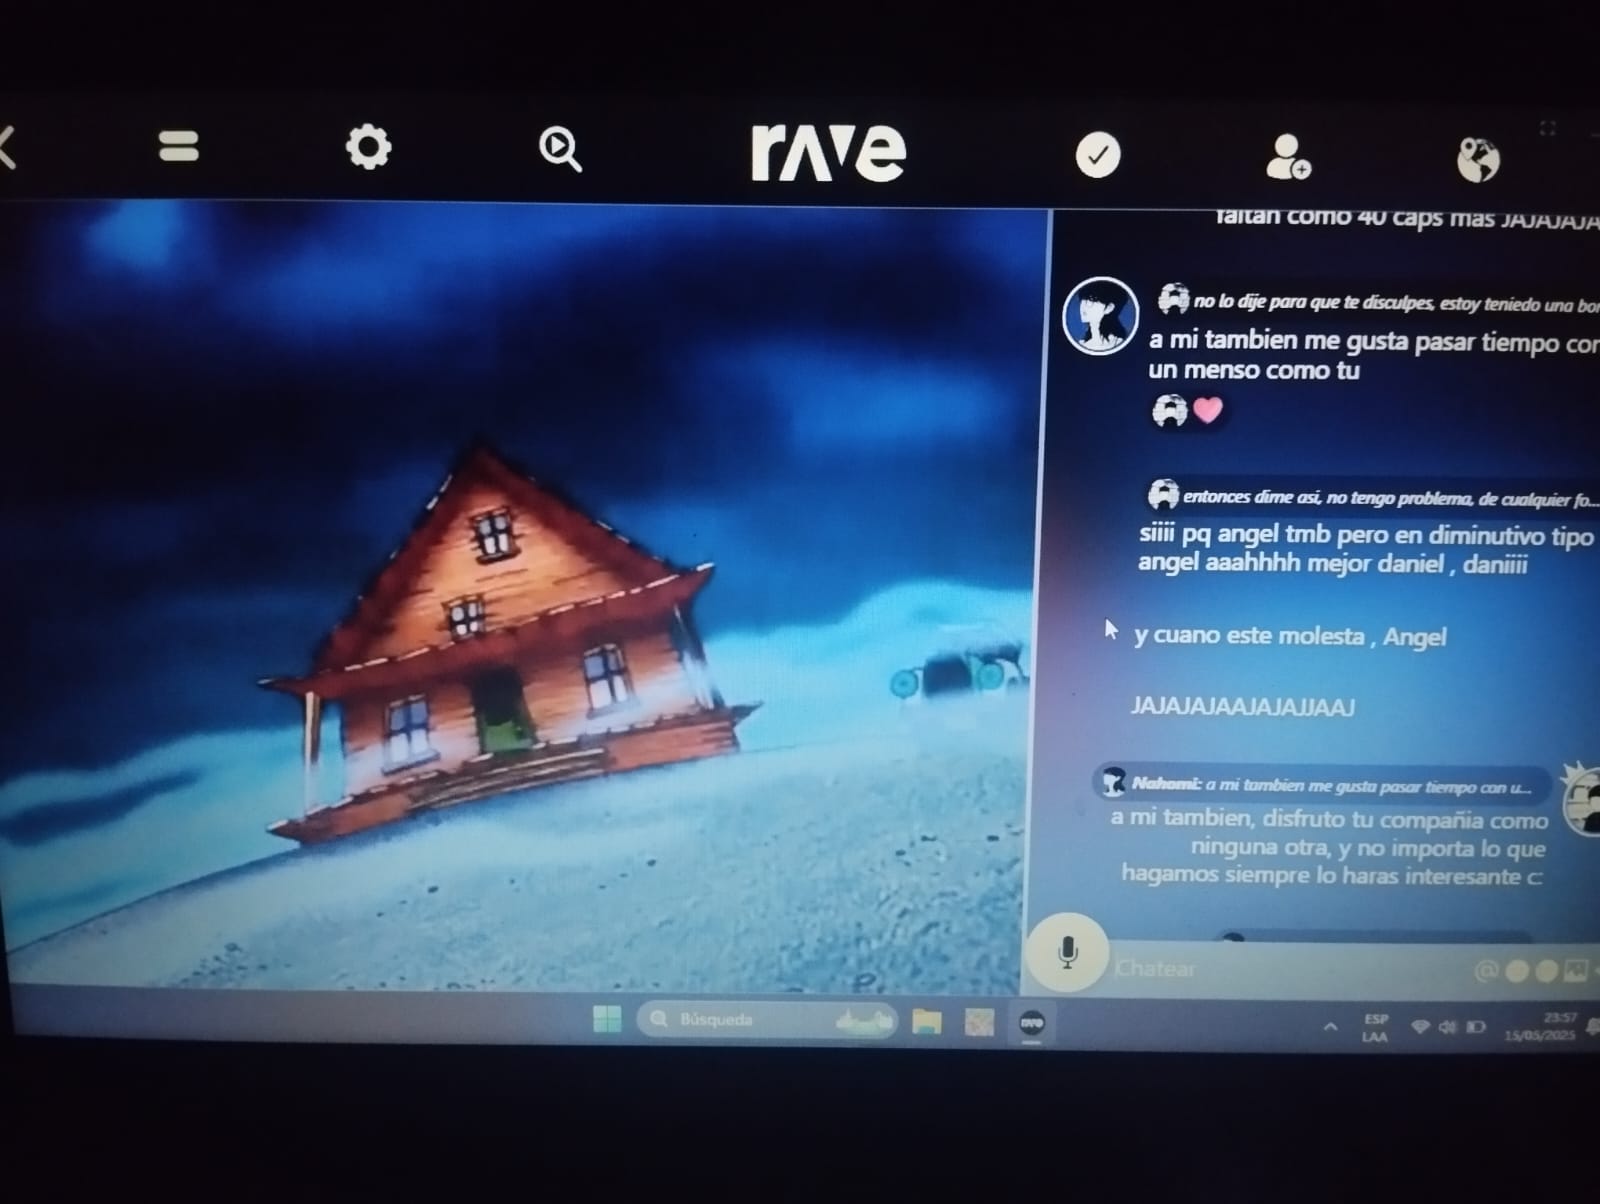 rave
faltan como 40 caps mas JAJAJAJA
no lo dije para que te disculpes, estoy teniedo una
a mi tambien me gusta pasar tiempo con
un menso como tu
entonces dime asi, no tengo problema, de cualquier fo...
siiii pq angel tmb pero en diminutivo tipo
angel aaahhhh mejor daniel , daniiii
y cuano este molesta , Angel
JAJAJAJAAJAJAJJAAJ
Nahomi: a mi tambien me gusta pasar tiempo con u...
a mi tambien, disfruto tu compañia como
ninguna otra, y no importa lo que
hagamos siempre lo haras interesante c:
Chatear
Búsqueda
ESP
LAA
23:57
15/05/2025